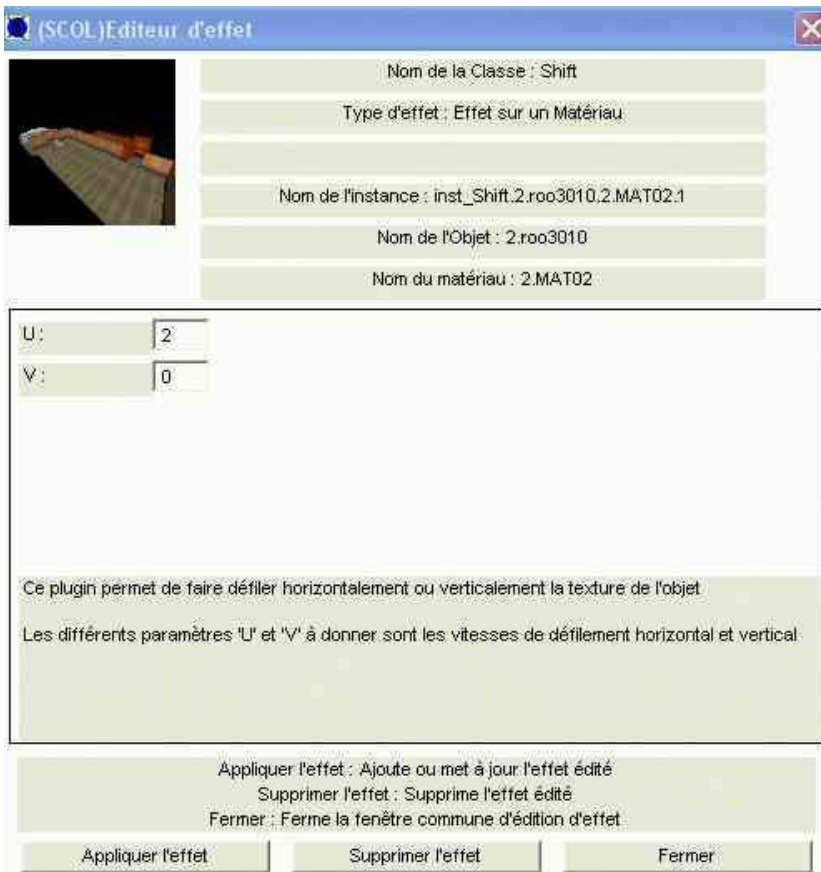 (SCOL)Editeur d'effet
Nom de la Classe : Shift
Type d'effet : Effet sur un Matériau
Nom de l'instance : inst_Shift.2.roo3010.2.MAT02.1
Nom de l'Objet : 2.roo3010
Nom du matériau : 2.MAT02
U : 2
V : 0
Ce plugin permet de faire défiler horizontalement ou verticalement la texture de l'objet
Les différents paramètres 'U' et 'V' à donner sont les vitesses de défilement horizontal et vertical
Appliquer l'effet : Ajoute ou met à jour l'effet édité
Supprimer l'effet : Supprime l'effet édité
Fermer : Ferme la fenêtre commune d'édition d'effet
Appliquer l'effet Supprimer l'effet Fermer